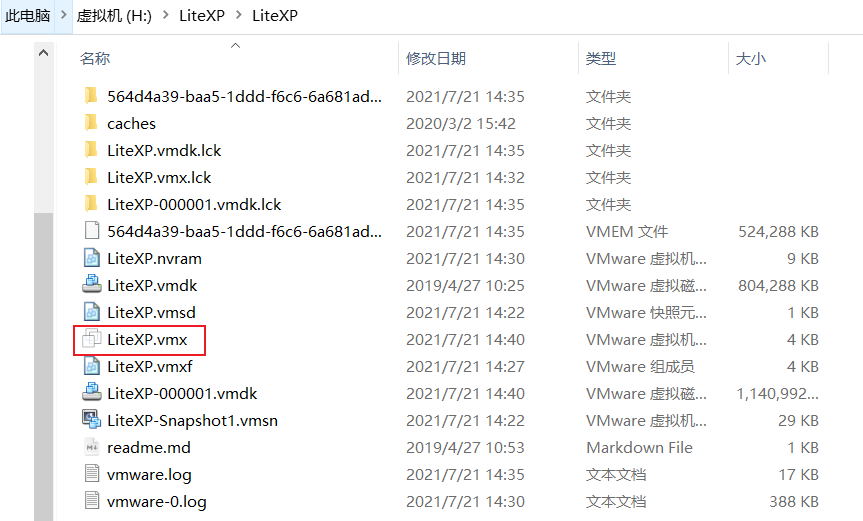 此电脑 虚拟机 (H:) LiteXP LiteXP
名称 修改日期 类型 大小
564d4a39-baa5-1ddd-f6c6-6a681ad... 2021/7/21 14:35 文件夹
caches 2020/3/2 15:42 文件夹
LiteXP.vmdk.lck 2021/7/21 14:35 文件夹
LiteXP.vmx.lck 2021/7/21 14:32 文件夹
LiteXP-000001.vmdk.lck 2021/7/21 14:35 文件夹
564d4a39-baa5-1ddd-f6c6-6a681ad... 2021/7/21 14:35 VMEM 文件 524,288 KB
LiteXP.nvram 2021/7/21 14:30 VMware 虚拟机... 9 KB
LiteXP.vmdk 2019/4/27 10:25 VMware 虚拟磁... 804,288 KB
LiteXP.vmsd 2021/7/21 14:22 VMware 快照元... 1 KB
LiteXP.vmx 2021/7/21 14:40 VMware 虚拟机... 4 KB
LiteXP.vmxf 2021/7/21 14:27 VMware 组成员 4 KB
LiteXP-000001.vmdk 2021/7/21 14:40 VMware 虚拟磁... 1,140,992...
LiteXP-Snapshot1.vmsn 2021/7/21 14:22 VMware 虚拟机... 29 KB
readme.md 2019/4/27 10:53 Markdown File 1 KB
vmware.log 2021/7/21 14:35 文本文档 17 KB
vmware-0.log 2021/7/21 14:30 文本文档 388 KB